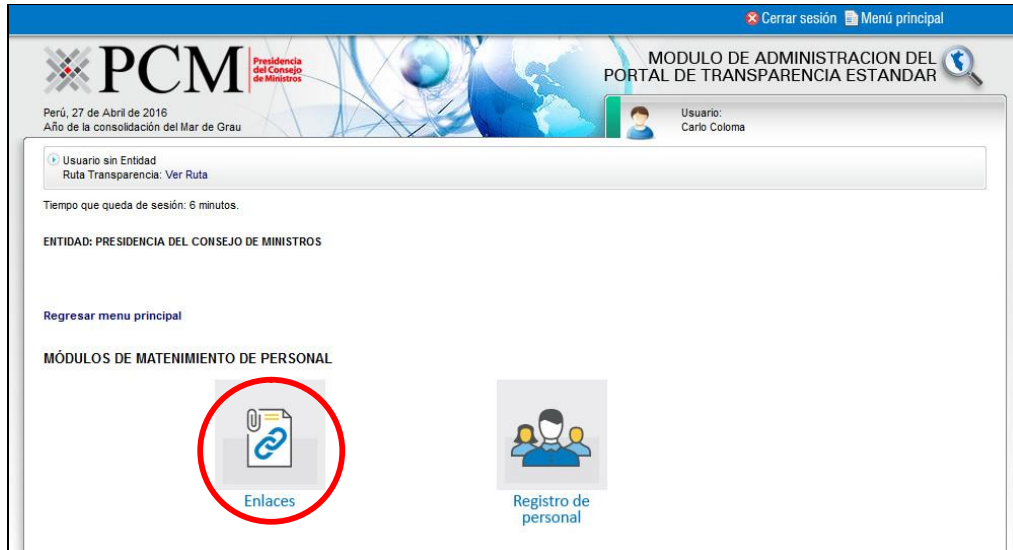 Cerrar sesión Menú principal
PCM Presidencia
del Consejo
de Ministros
MODULO DE ADMINISTRACION DEL
PORTAL DE TRANSPARENCIA ESTANDAR
Perú, 27 de Abril de 2016
Año de la consolidación del Mar de Grau
Usuario:
Carlo Coloma
Usuario sin Entidad
Ruta Transparencia: Ver Ruta
Tiempo que queda de sesión: 6 minutos.
ENTIDAD: PRESIDENCIA DEL CONSEJO DE MINISTROS
Regresar menu principal
MÓDULOS DE MATENIMIENTO DE PERSONAL
Enlaces
Registro de
personal